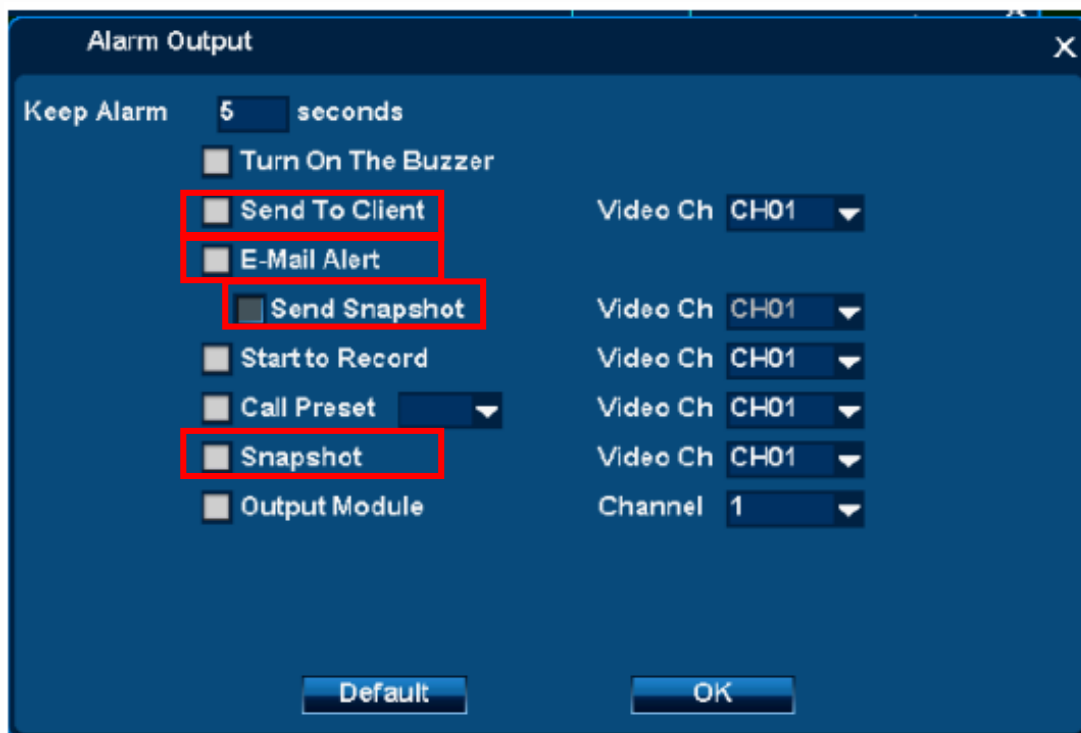 Alarm Output X
Keep Alarm 5 seconds
Turn On The Buzzer
Send To Client Video Ch CH01
E-Mail Alert
Send Snapshot Video Ch CH01
Start to Record Video Ch CH01
Call Preset Video Ch CH01
Snapshot Video Ch CH01
Output Module Channel 1
Default OK